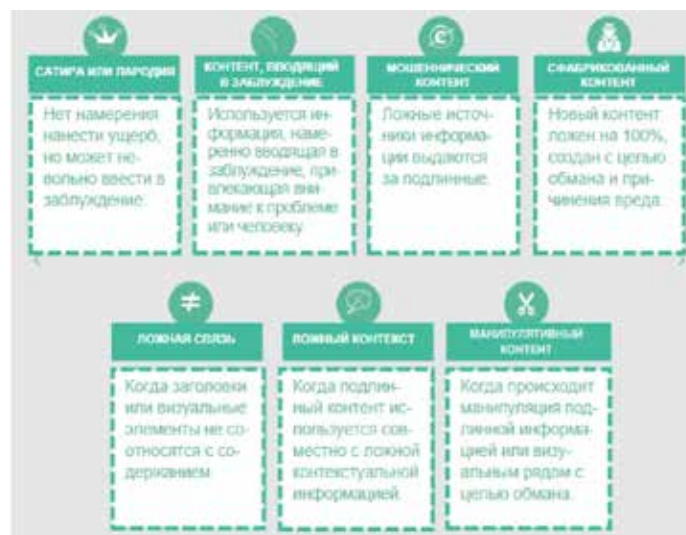 САТИРА ИЛИ ПАРОДИЯ
Нет намерения
нанести ущерб,
но может не-
вольно ввести в
заблуждение
КОНТЕНТ, ВВОДЯЩИЙ
В ЗАБЛУЖДЕНИЕ
Используется ин-
формация, наме-
ренно вводящая в
заблуждение, при-
влекающая вни-
мание к проблеме
или человеку
МОШЕННИЧЕСКИЙ
КОНТЕНТ
Ложные источ-
ники информа-
ции выдаются
за подлинные.
СФАБРИКОВАННЫЙ
КОНТЕНТ
Новый контент
ложен на 100%,
создан с целью
обмана и при-
чинения вреда.
ЛОЖНАЯ СВЯЗЬ
Когда заголовки
или визуальные
элементы не со-
относятся с со-
держанием
ЛОЖНЫЙ КОНТЕКСТ
Когда подлин-
ный контент ис-
пользуется сов-
местно с ложной
контекстуальной
информацией.
МАНИПУЛЯТИВНЫЙ
КОНТЕНТ
Когда происходит
манипуляция под-
линной информа-
цией или визу-
альным рядом с
целью обмана.